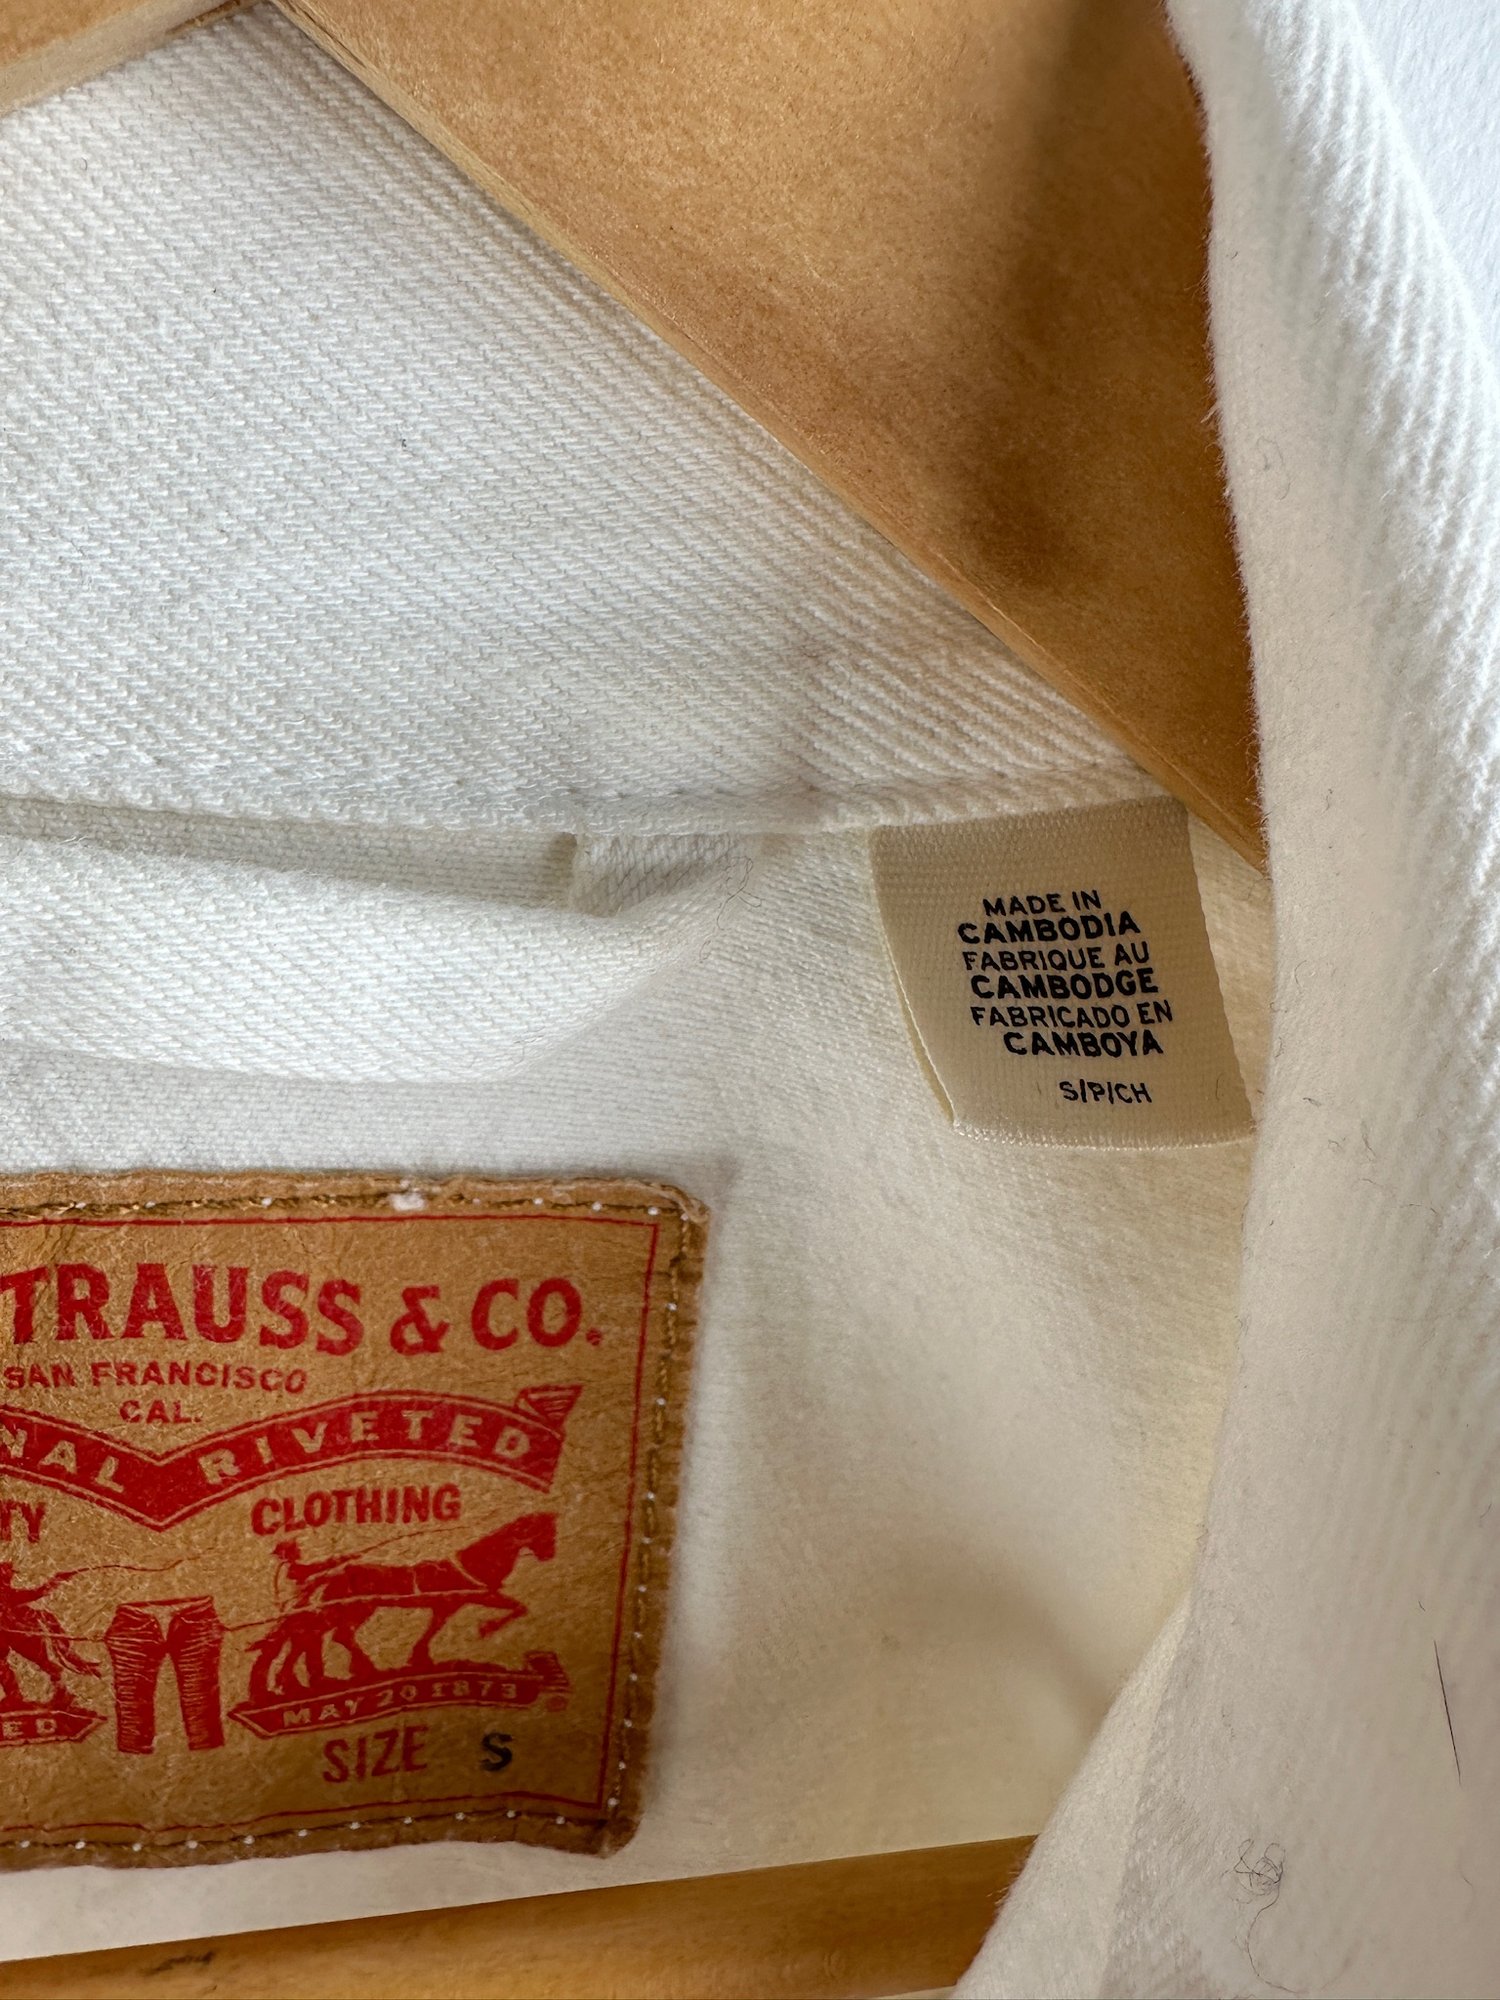 MADE IN
CAMBODIA
FABRIQUE AU
CAMBODGE
FABRICADO EN
CAMBOYA
S/P/CH
TRAUSS & CO.
SAN FRANCISCO
CAL.
NAL RIVETED
TY CLOTHING
ED MAY 20 1873
SIZE S